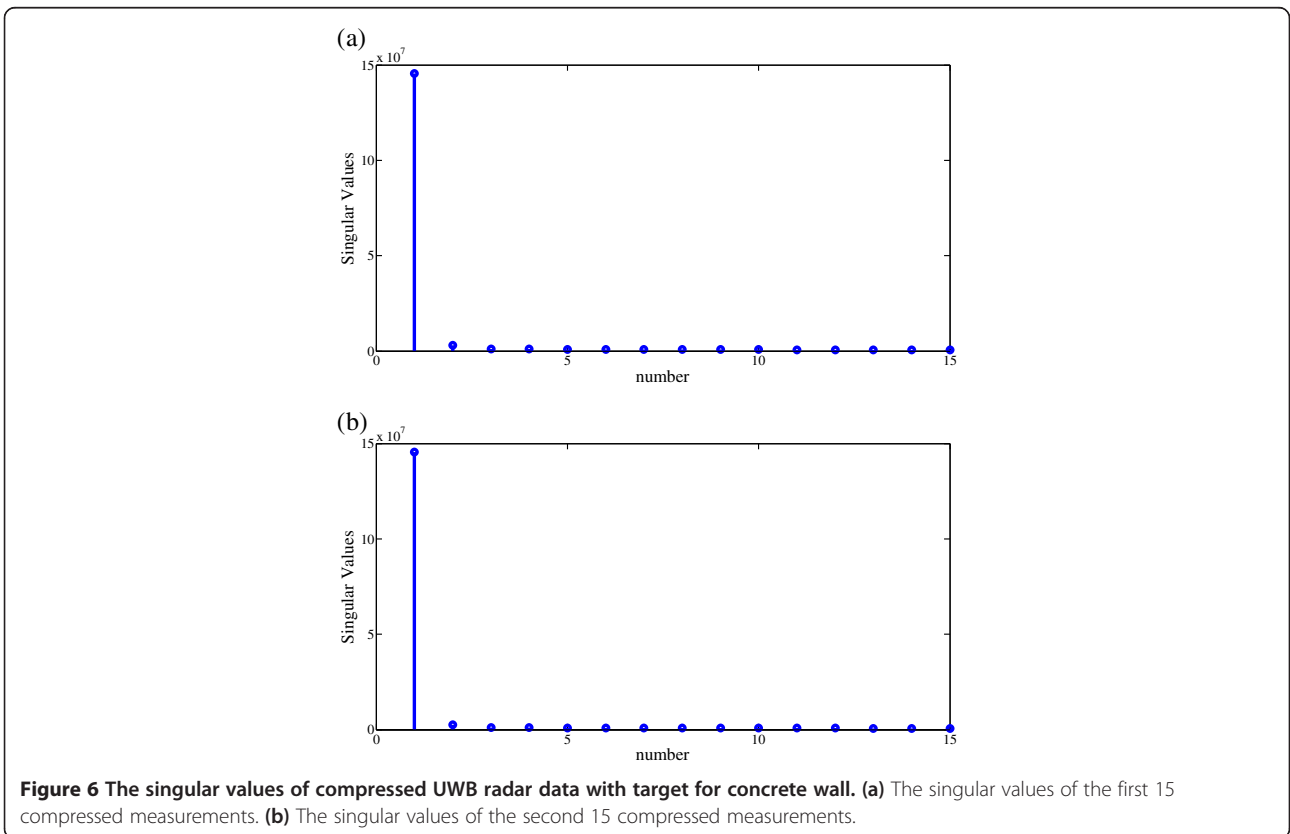 (a)
15 x 10^7
10
5
0
Singular Values
0 5 10 15
number
(b)
15 x 10^7
10
5
0
Singular Values
0 5 10 15
number
Figure 6 The singular values of compressed UWB radar data with target for concrete wall. (a) The singular values of the first 15
compressed measurements. (b) The singular values of the second 15 compressed measurements.